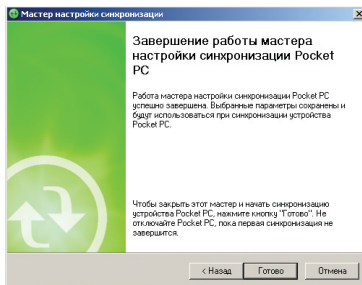 Мастер настройки синхронизации
Завершение работы мастера
настройки синхронизации Pocket
PC
Работа мастера настройки синхронизации Pocket PC
успешно завершена. Выбранные параметры сохранены и
будут использоваться при синхронизации устройства
Pocket PC.
Чтобы закрыть этот мастер и начать синхронизацию
устройства Pocket PC, нажмите кнопку "Готово". Не
отключайте Pocket PC, пока первая синхронизация не
завершится.
< Назад Готово Отмена